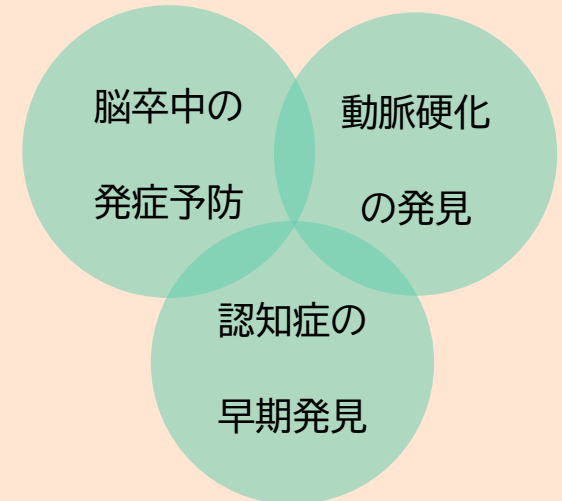 脳卒中の
発症予防
動脈硬化
の発見
認知症の
早期発見